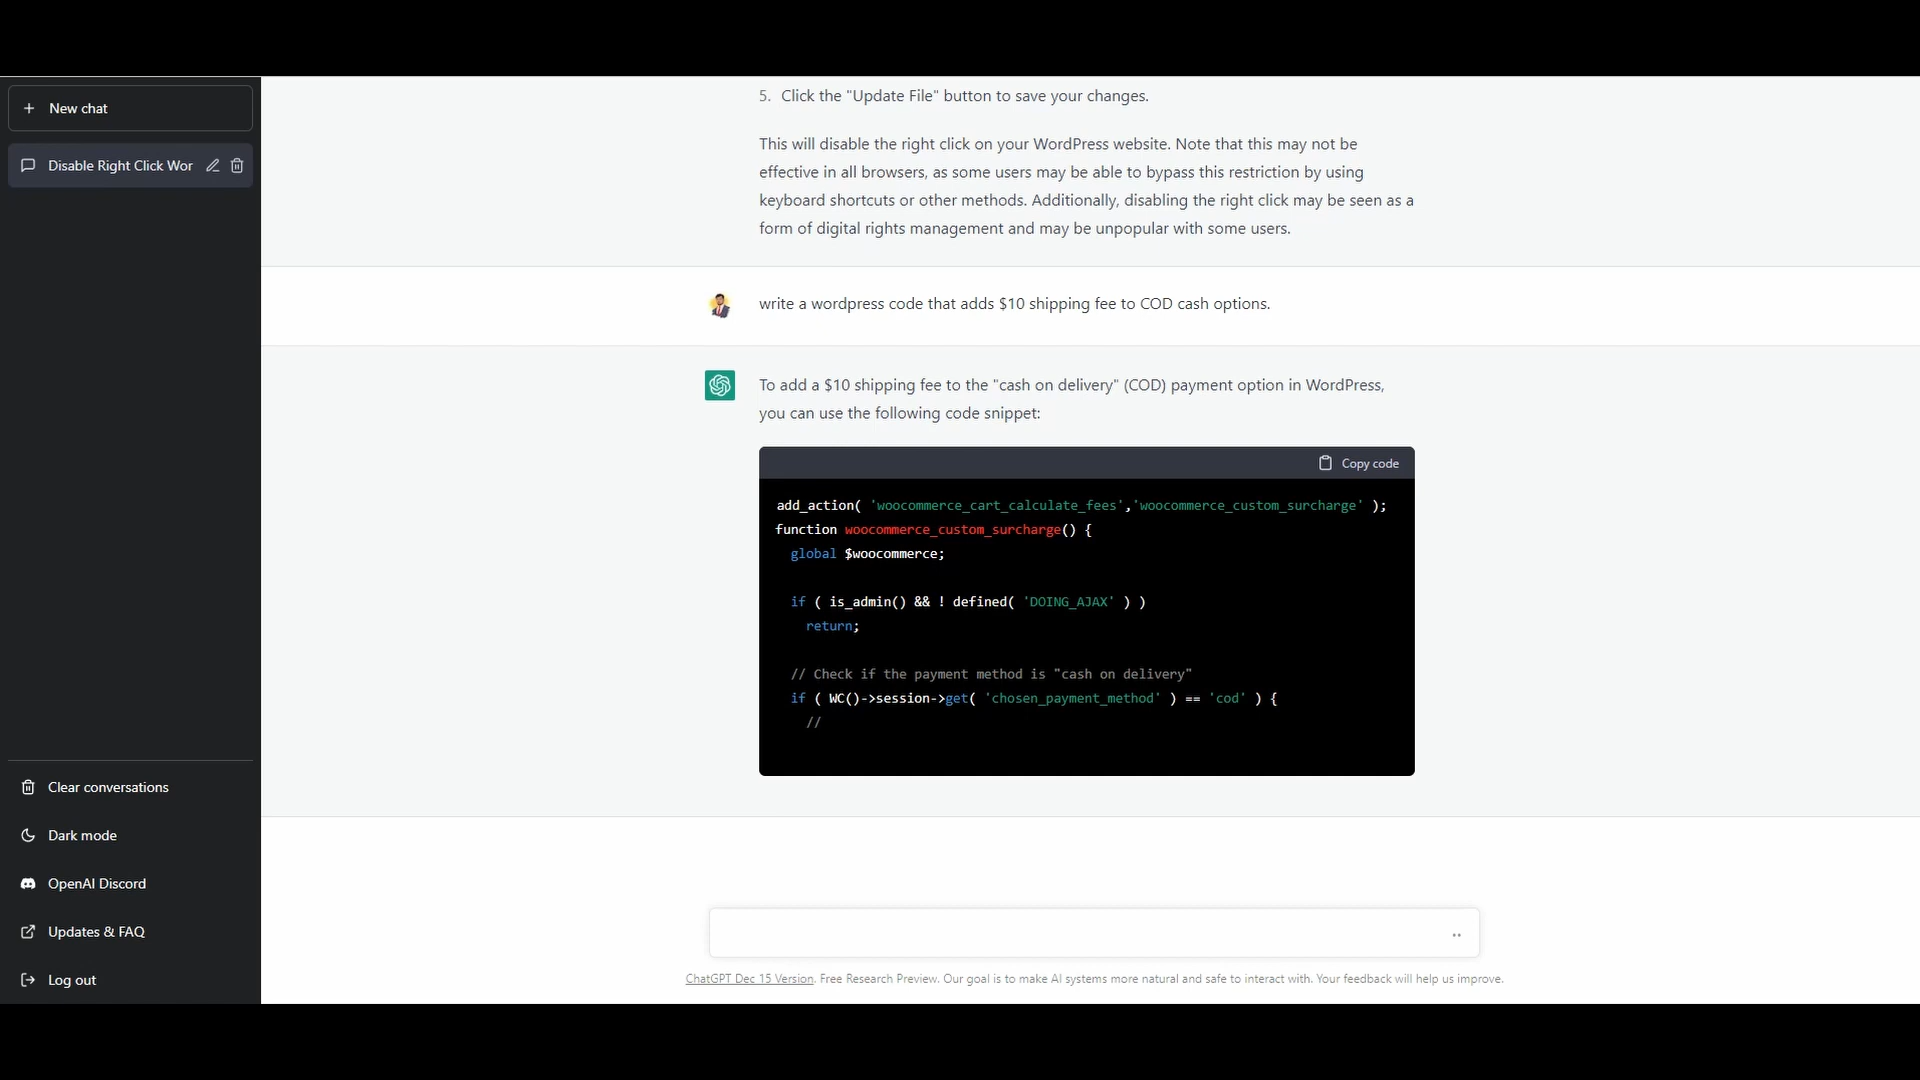 New chat
Disable Right Click Wor
Clear conversations
Dark mode
OpenAI Discord
Updates & FAQ
Log out
5. Click the "Update File" button to save your changes.
This will disable the right click on your WordPress website. Note that this may not be
effective in all browsers, as some users may be able to bypass this restriction by using
keyboard shortcuts or other methods. Additionally, disabling the right click may be seen as a
form of digital rights management and may be unpopular with some users.
write a wordpress code that adds $10 shipping fee to COD cash options.
To add a $10 shipping fee to the "cash on delivery" (COD) payment option in WordPress,
you can use the following code snippet:
Copy code
add_action( 'woocommerce_cart_calculate_fees','woocommerce_custom_surcharge' );
function woocommerce_custom_surcharge() {
global $woocommerce;
if ( is_admin() && ! defined( 'DOING_AJAX' ) )
return;
// Check if the payment method is "cash on delivery"
if ( WC()->session->get( 'chosen_payment_method' ) == 'cod' ) {
//
ChatGPT Dec 15 Version. Free Research Preview. Our goal is to make AI systems more natural and safe to interact with. Your feedback will help us improve.